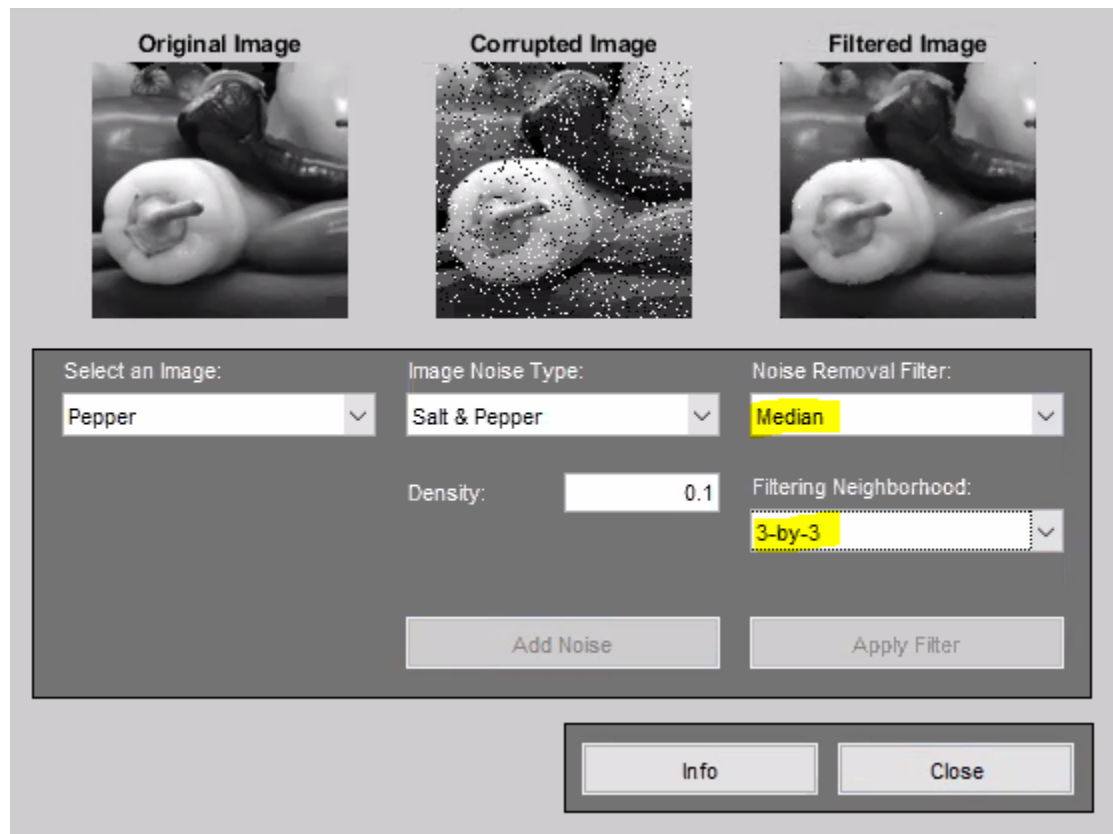 Original Image Corrupted Image Filtered Image
Select an Image: Image Noise Type: Noise Removal Filter:
Pepper Salt & Pepper Median
Density: 0.1 Filtering Neighborhood:
3-by-3
Add Noise Apply Filter
Info Close